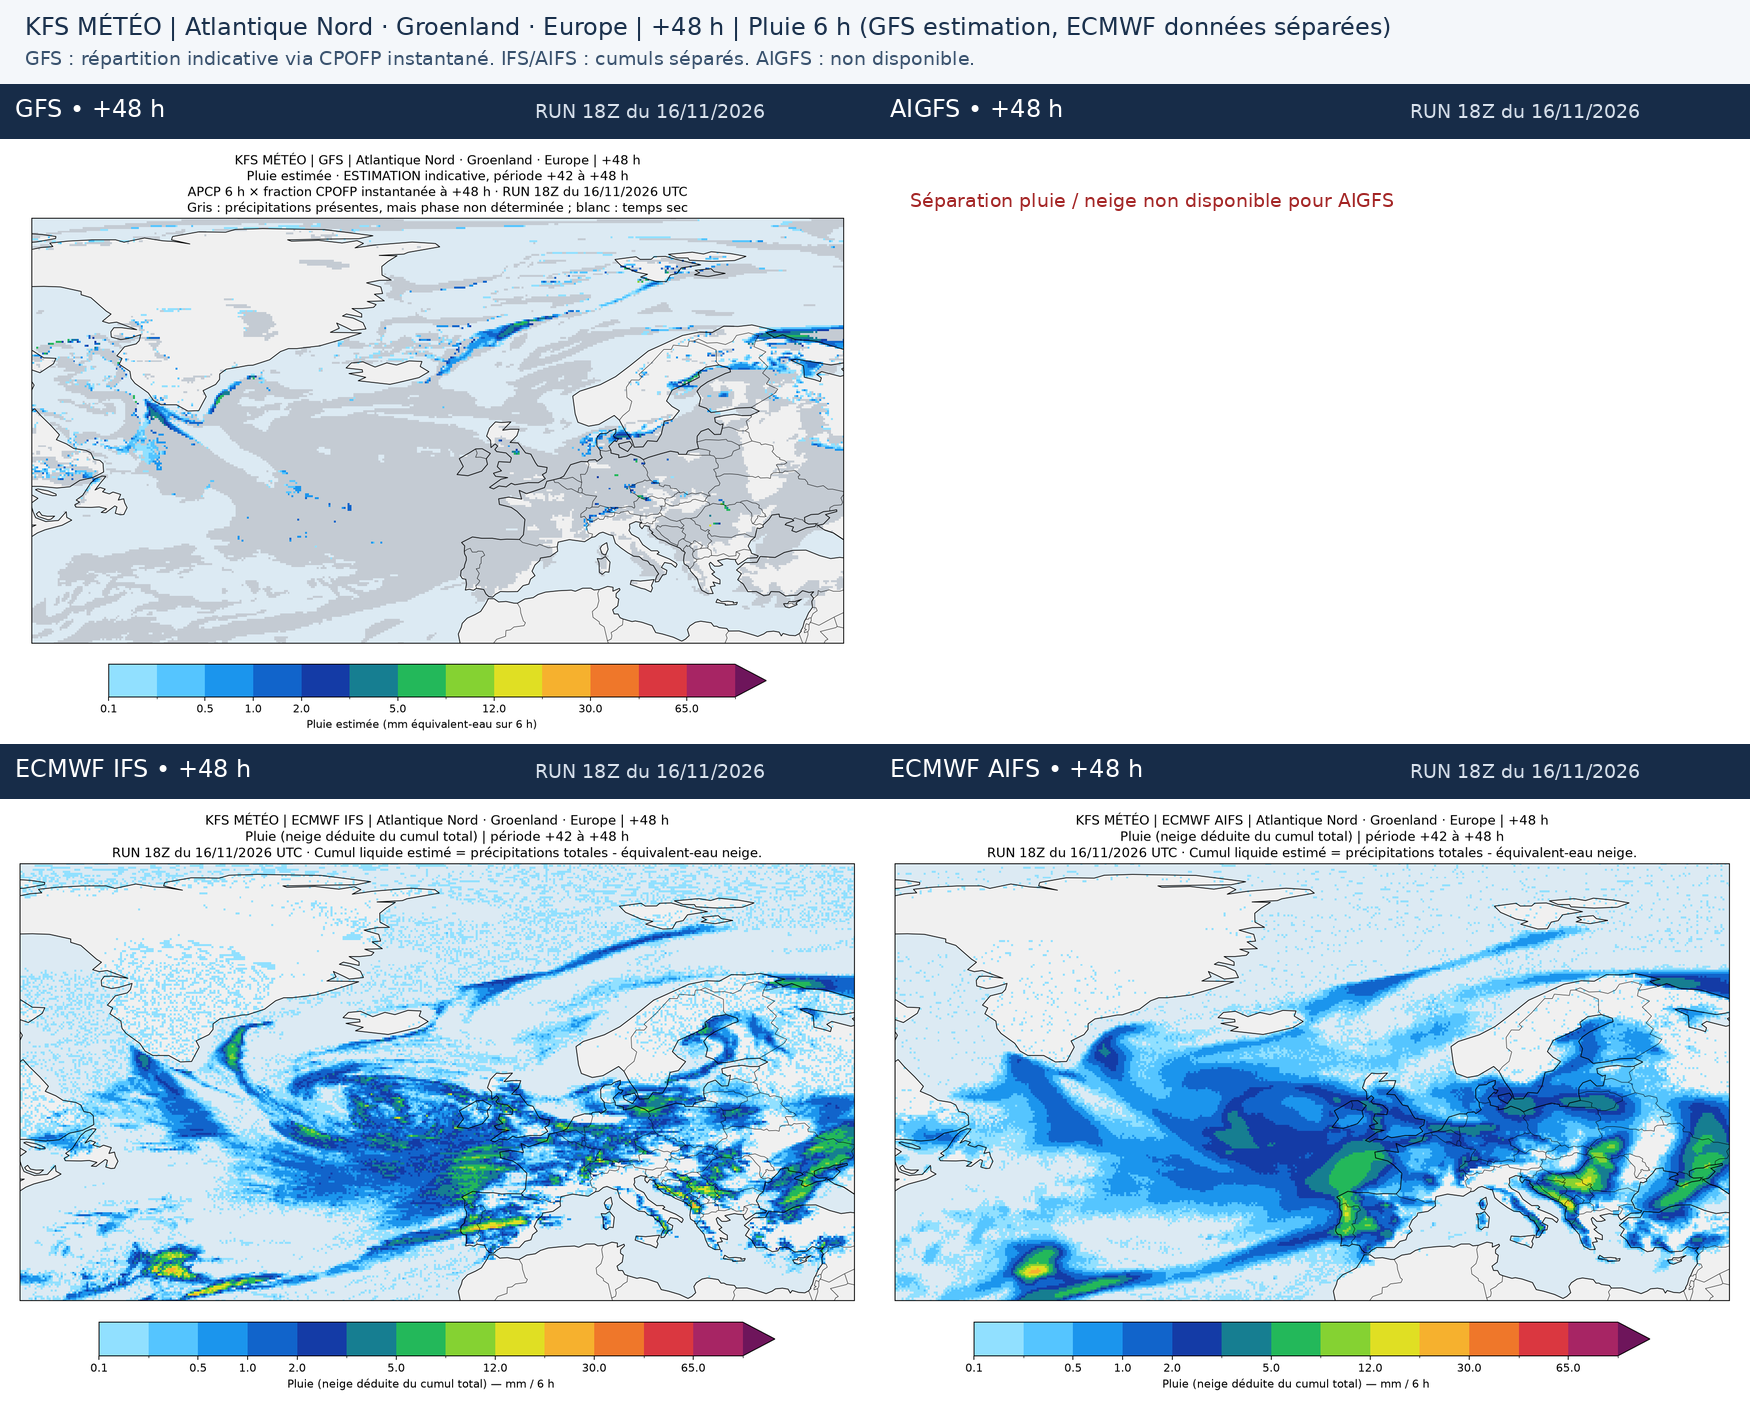 KFS MÉTÉO | Atlantique Nord · Groenland · Europe | +48 h | Pluie 6 h (GFS estimation, ECMWF données séparées)
GFS : répartition indicative via CPOFP instantané. IFS/AIFS : cumuls séparés. AIGFS : non disponible.
GFS • +48 h
RUN 18Z du 16/11/2026
AIGFS • +48 h
RUN 18Z du 16/11/2026
KFS MÉTÉO | GFS | Atlantique Nord · Groenland · Europe | +48 h
Pluie estimée · ESTIMATION indicative, période +42 à +48 h
APCP 6 h × fraction CPOFP instantanée à +48 h · RUN 18Z du 16/11/2026 UTC
Gris : précipitations présentes, mais phase non déterminée ; blanc : temps sec
Séparation pluie / neige non disponible pour AIGFS
0.1 0.5 1.0 2.0 5.0 12.0 30.0 65.0
Pluie estimée (mm équivalent-eau sur 6 h)
ECMWF IFS • +48 h
RUN 18Z du 16/11/2026
ECMWF AIFS • +48 h
RUN 18Z du 16/11/2026
KFS MÉTÉO | ECMWF IFS | Atlantique Nord · Groenland · Europe | +48 h
Pluie (neige déduite du cumul total) | période +42 à +48 h
RUN 18Z du 16/11/2026 UTC · Cumul liquide estimé = précipitations totales - équivalent-eau neige.
KFS MÉTÉO | ECMWF AIFS | Atlantique Nord · Groenland · Europe | +48 h
Pluie (neige déduite du cumul total) | période +42 à +48 h
RUN 18Z du 16/11/2026 UTC · Cumul liquide estimé = précipitations totales - équivalent-eau neige.
0.1 0.5 1.0 2.0 5.0 12.0 30.0 65.0
Pluie (neige déduite du cumul total) — mm / 6 h
0.1 0.5 1.0 2.0 5.0 12.0 30.0 65.0
Pluie (neige déduite du cumul total) — mm / 6 h